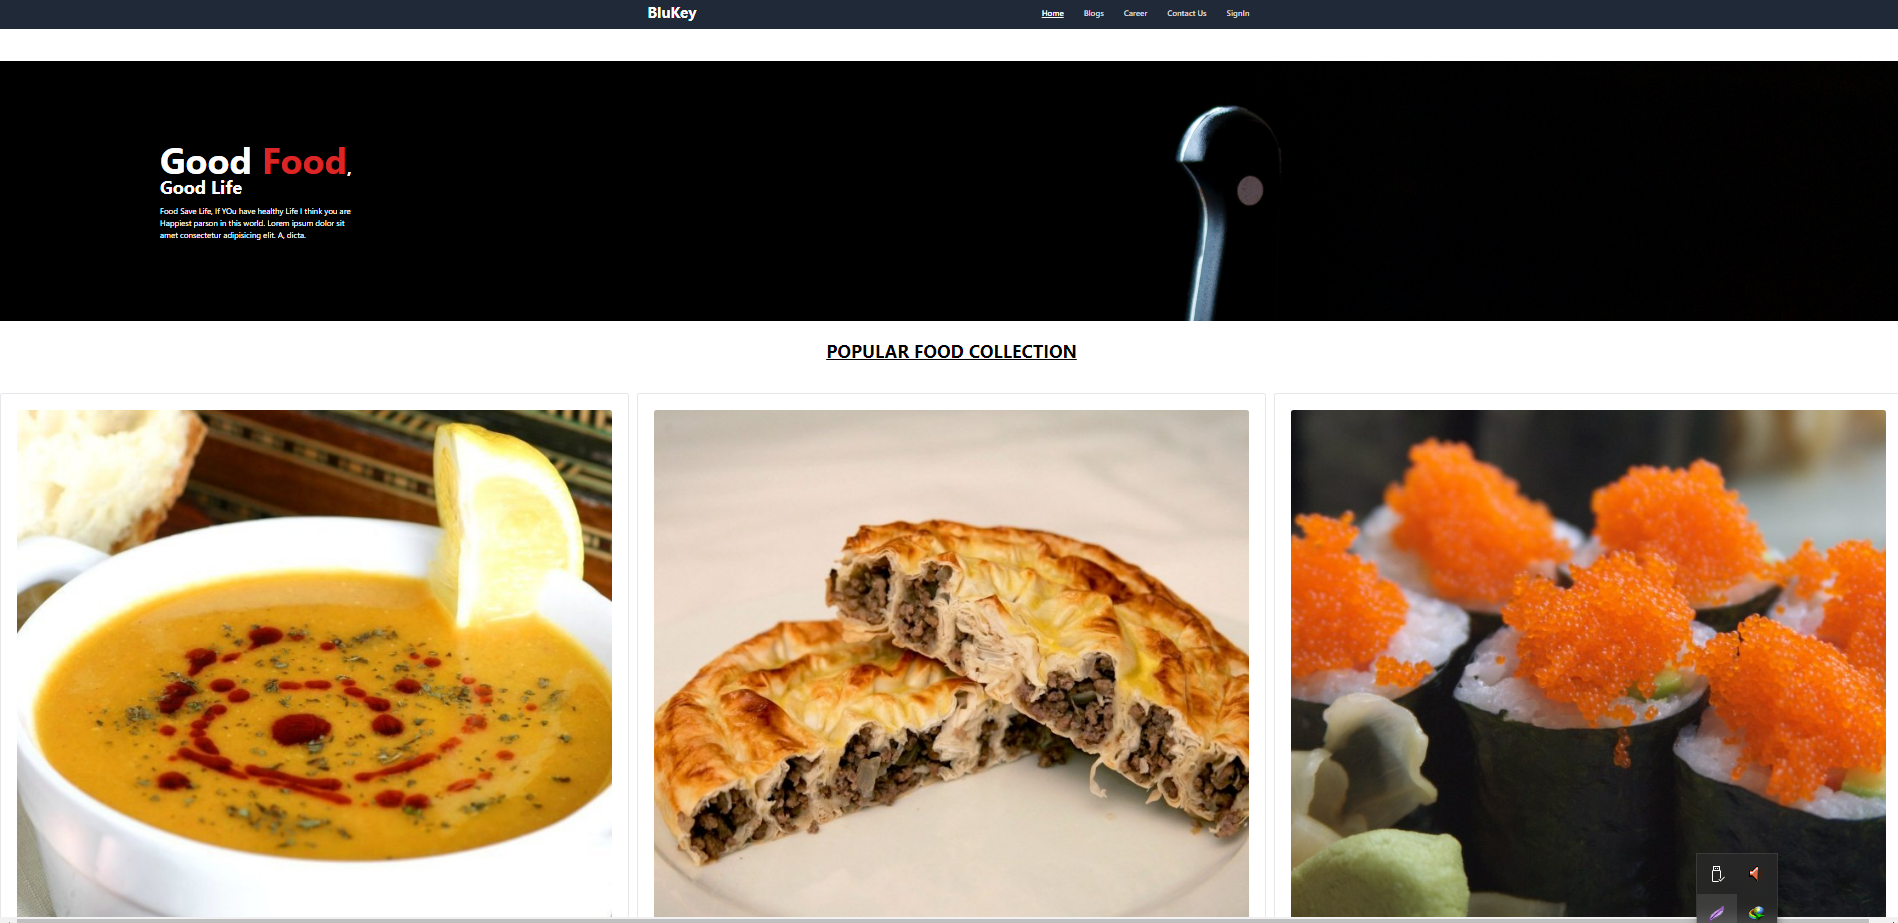 BluKey
Home Blogs Career Contact Us SignIn
Good Food,
Good Life
Food Save Life, If YOu have healthy Life I think you are
Happiest parson in this world. Lorem ipsum dolor sit
amet consectetur adipisicing elit. A, dicta.
POPULAR FOOD COLLECTION